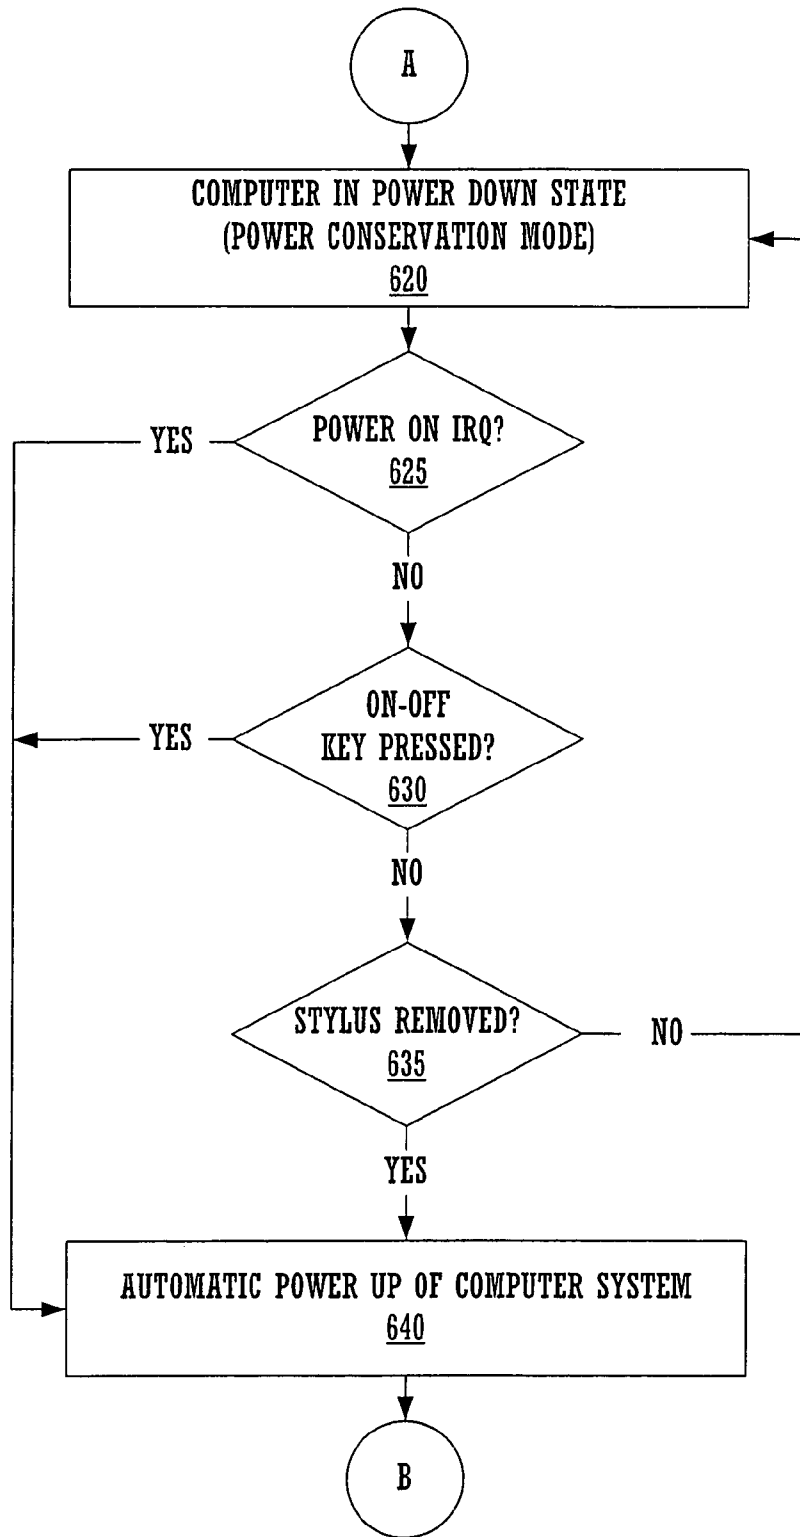 A
COMPUTER IN POWER DOWN STATE
(POWER CONSERVATION MODE)
620
POWER ON IRQ?
625
YES
NO
ON-OFF
KEY PRESSED?
630
YES
NO
STYLUS REMOVED?
635
NO
YES
AUTOMATIC POWER UP OF COMPUTER SYSTEM
640
B